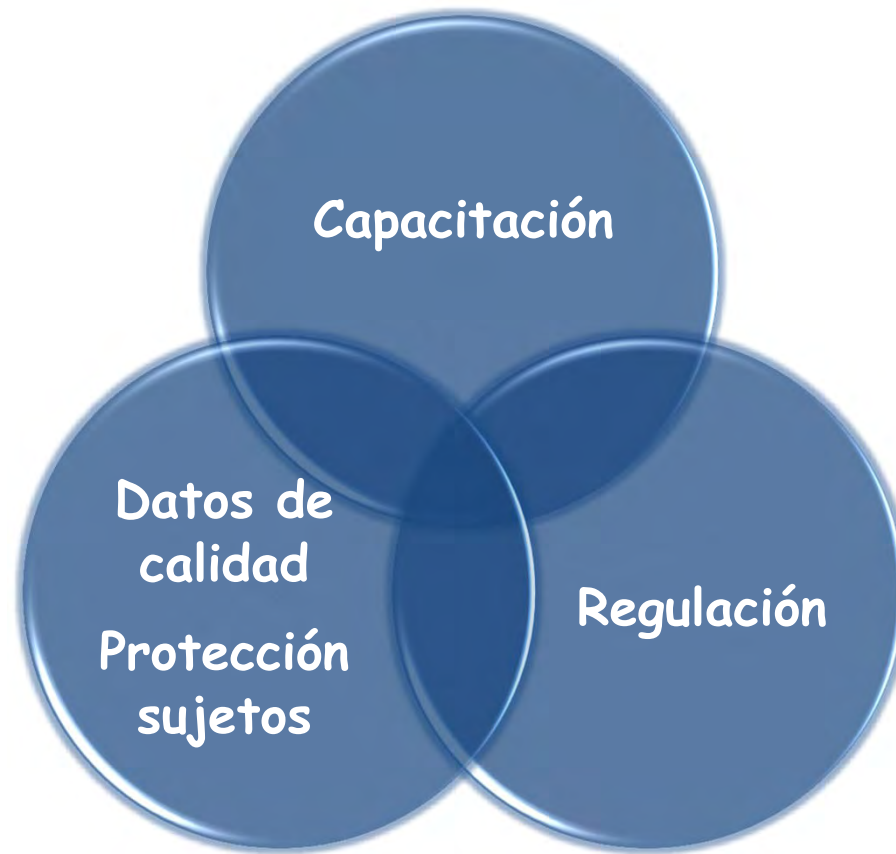 Capacitación
Datos de
calidad
Protección
sujetos
Regulación